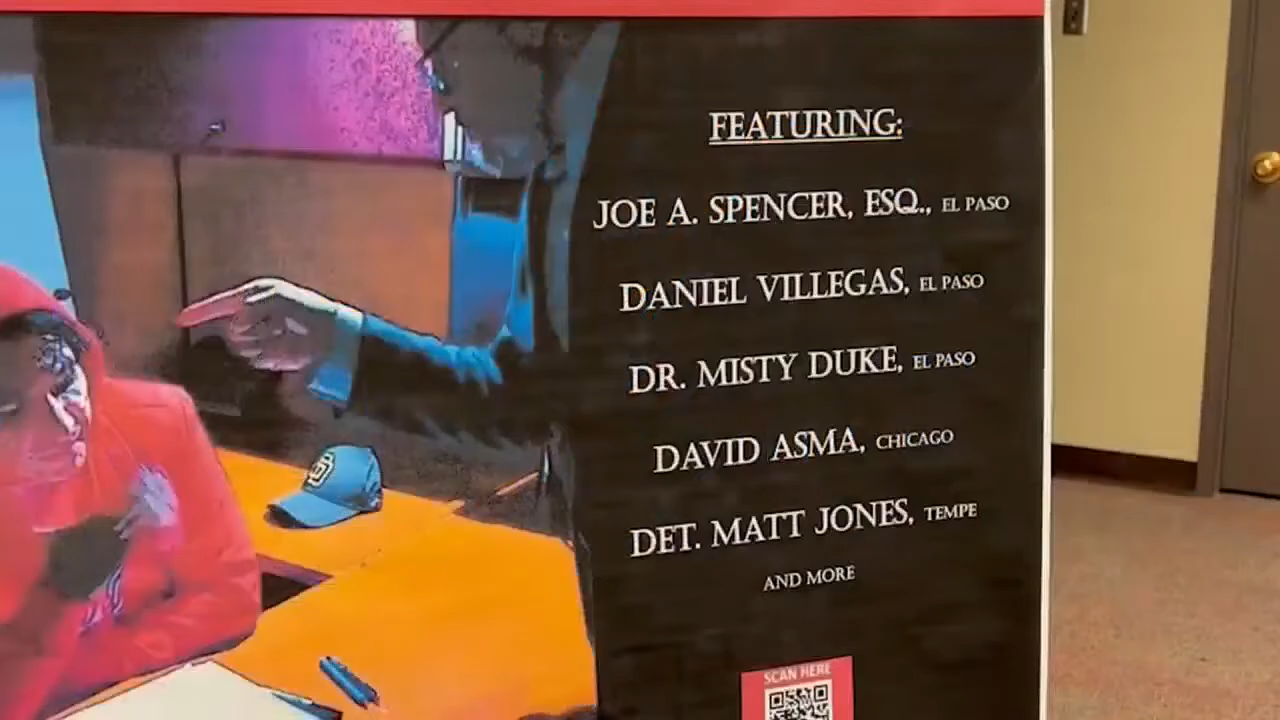 FEATURING:
JOE A. SPENCER, ESQ., EL PASO
DANIEL VILLEGAS, EL PASO
DR. MISTY DUKE, EL PASO
DAVID ASMA, CHICAGO
DET. MATT JONES, TEMPE
AND MORE
SCAN HERE
SD